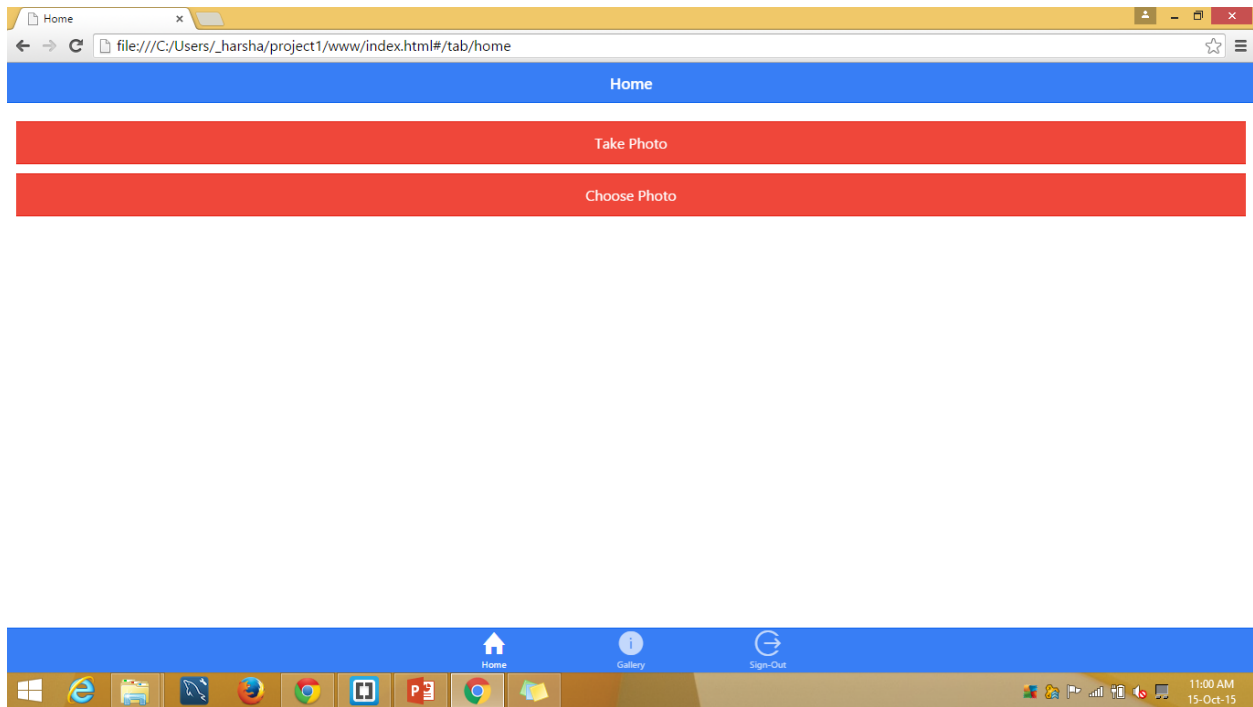 Home
file:///C:/Users/_harsha/project1/www/index.html#/tab/home
Home
Take Photo
Choose Photo
Home
Gallery
Sign-Out
11:00 AM
15-Oct-15